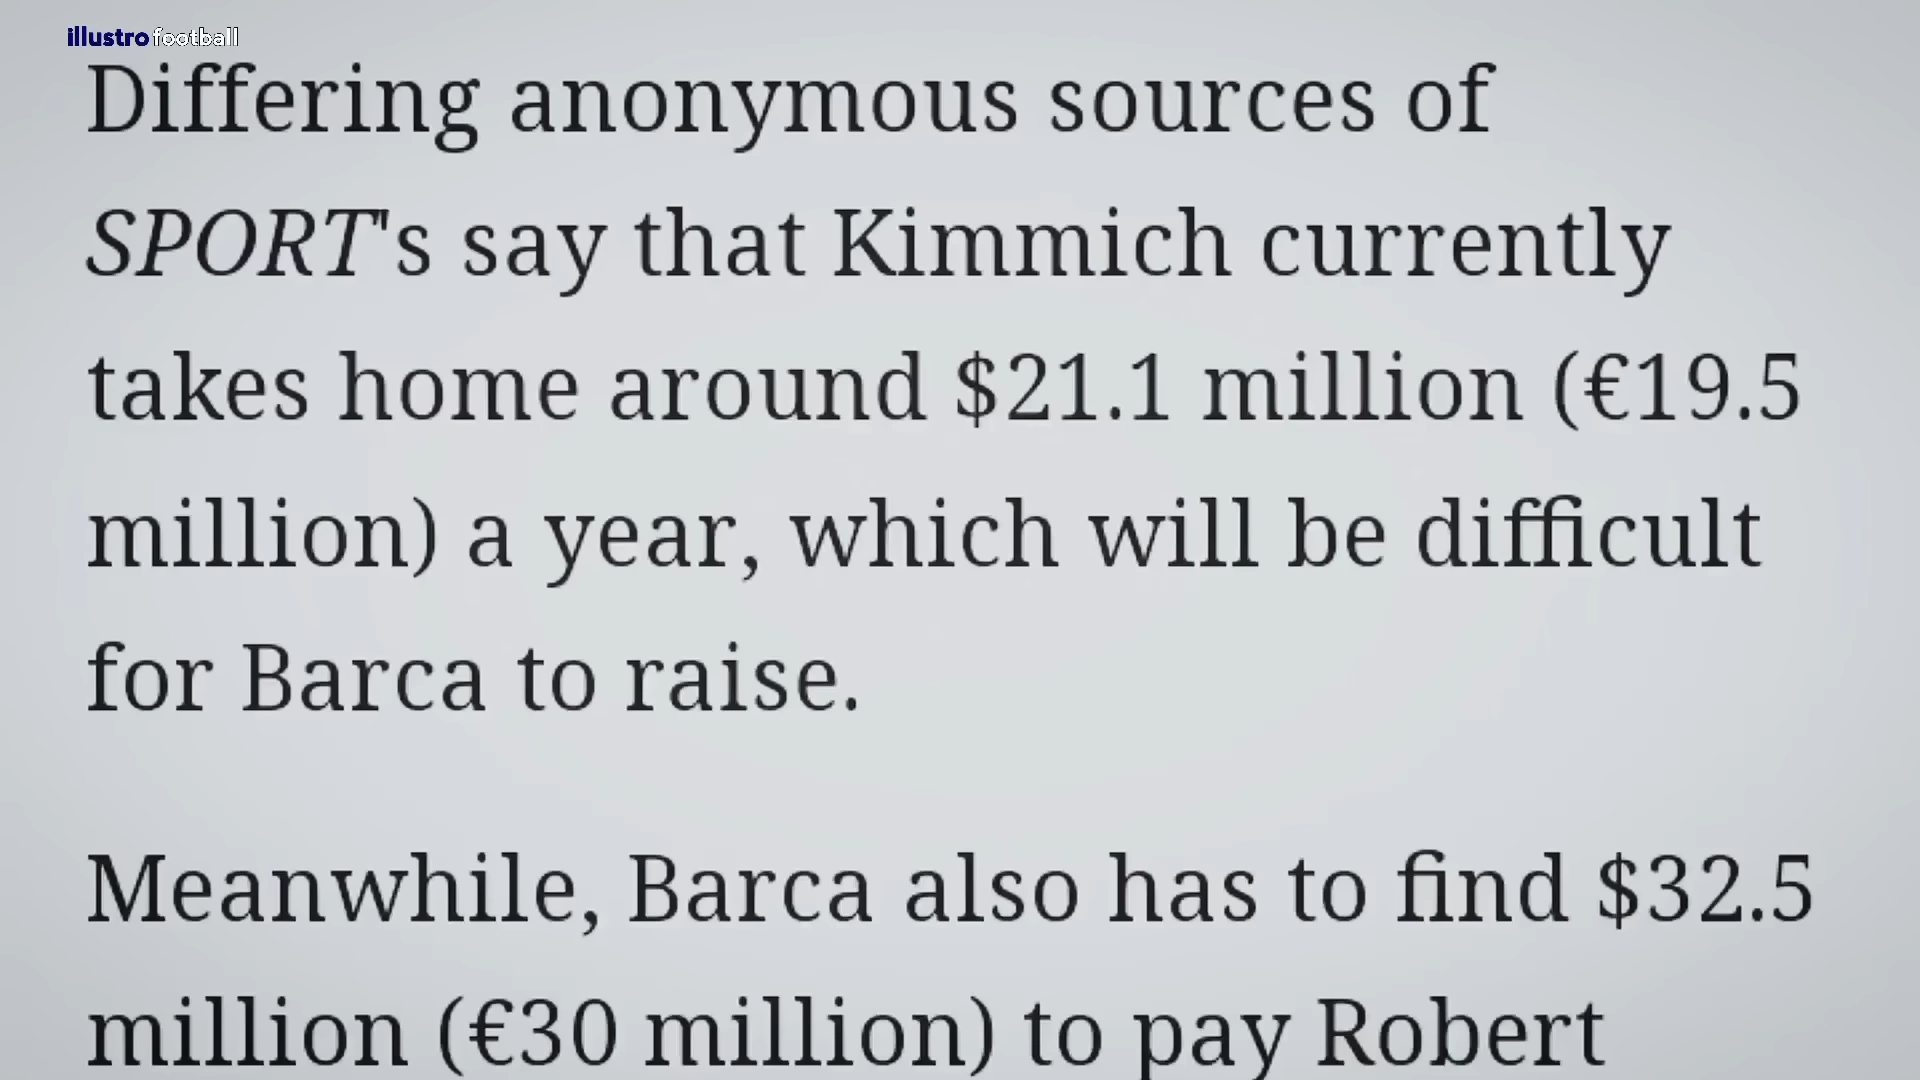 illustro football
Differing anonymous sources of
SPORT's say that Kimmich currently
takes home around $21.1 million (€19.5
million) a year, which will be difficult
for Barca to raise.
Meanwhile, Barca also has to find $32.5
million (€30 million) to pay Robert